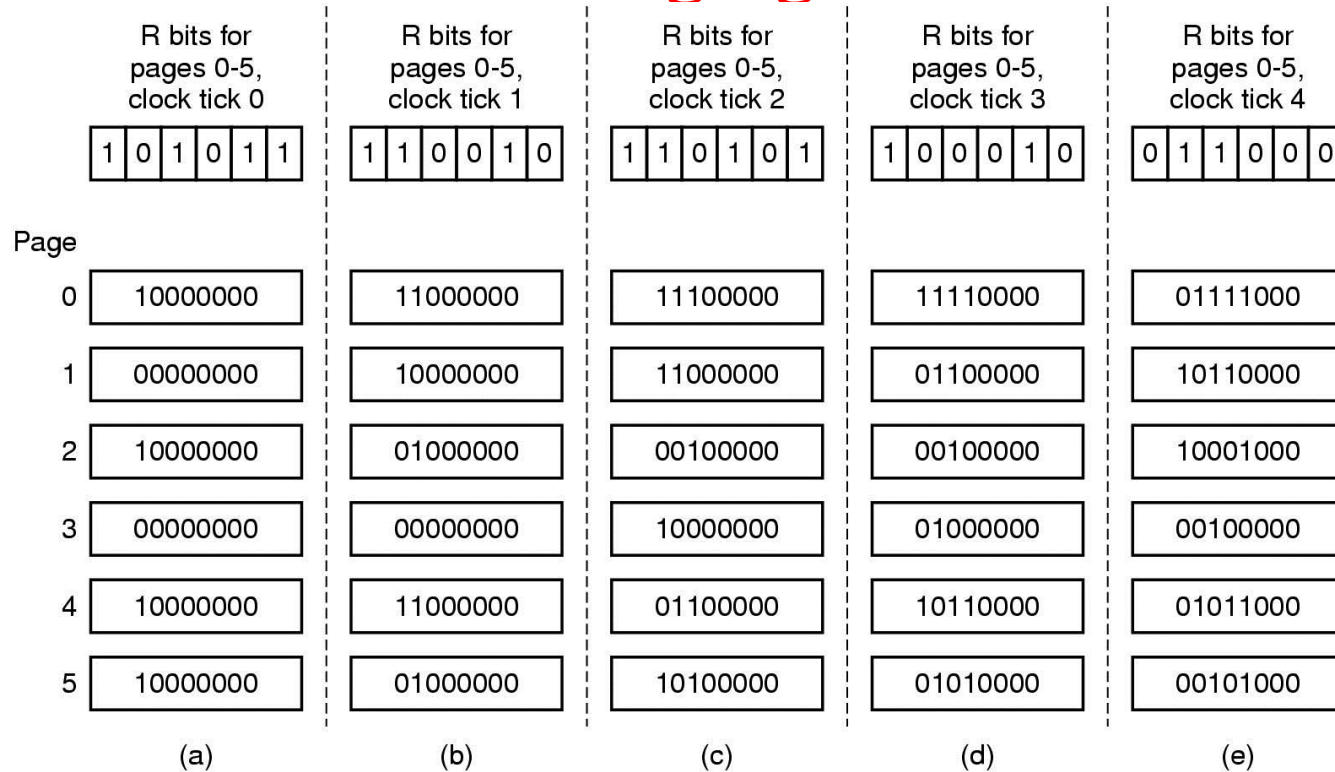 R bits for
pages 0-5,
clock tick 0
R bits for
pages 0-5,
clock tick 1
R bits for
pages 0-5,
clock tick 2
R bits for
pages 0-5,
clock tick 3
R bits for
pages 0-5,
clock tick 4
1 0 1 0 1 1
1 1 0 0 1 0
1 1 0 1 0 1
1 0 0 0 1 0
0 1 1 0 0 0
Page
0 10000000 11000000 11100000 11110000 01111000
1 00000000 10000000 11000000 01100000 10110000
2 10000000 01000000 00100000 00100000 10001000
3 00000000 00000000 10000000 01000000 00100000
4 10000000 11000000 01100000 10110000 01011000
5 10000000 01000000 10100000 01010000 00101000
(a) (b) (c) (d) (e)